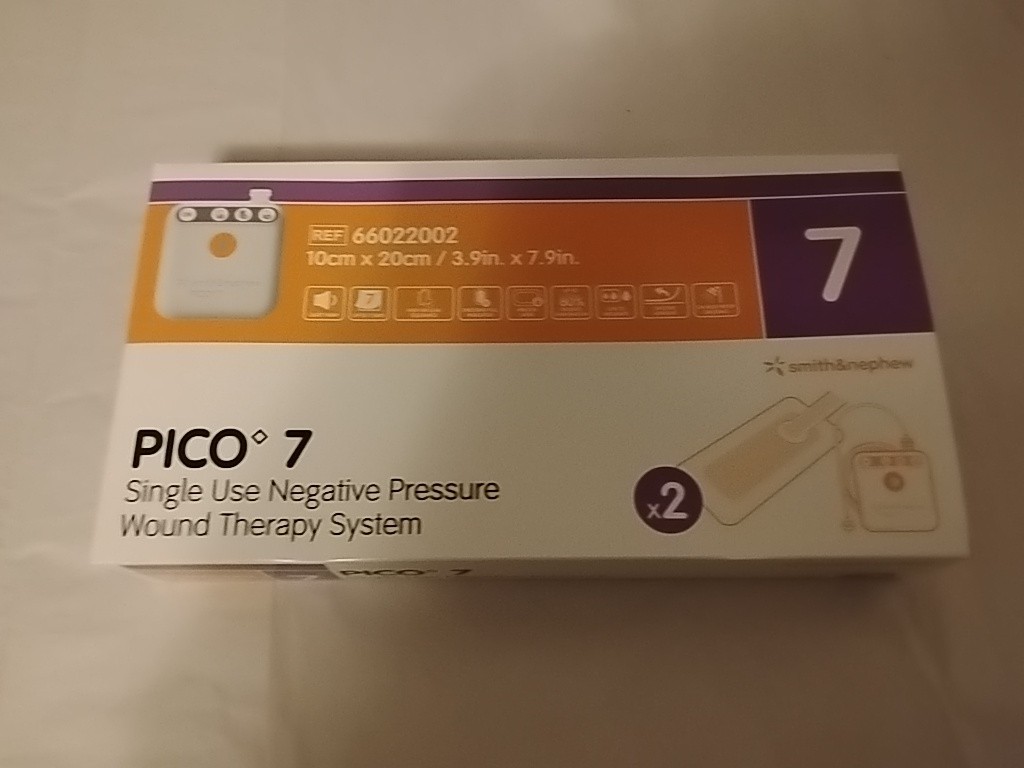 REF 66022002
10cm x 20cm / 3.9in. x 7.9in.
7
7
smith&nephew
PICO◇ 7
Single Use Negative Pressure
Wound Therapy System
x2
PICO◇ 7